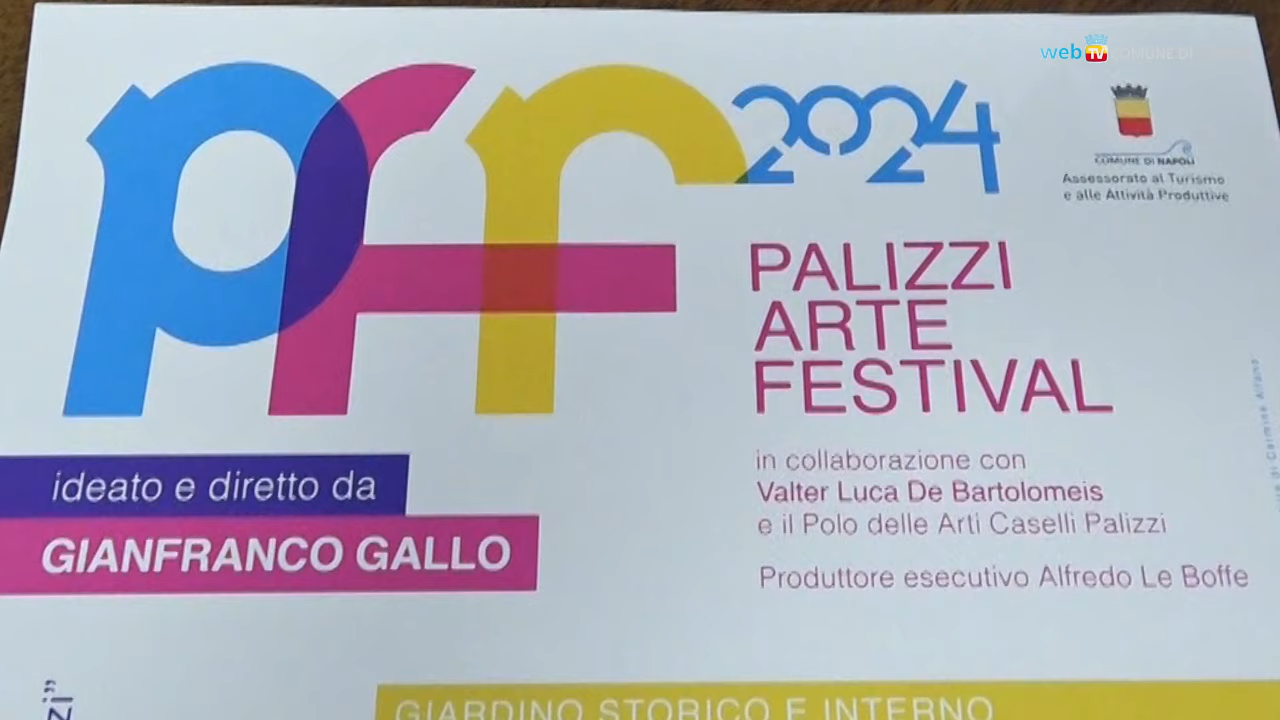 web TV COMUNE DI
paf 2024
COMUNE DI NAPOLI
Assessorato al Turismo
e alle Attività Produttive
PALIZZI
ARTE
FESTIVAL
in collaborazione con
Valter Luca De Bartolomeis
e il Polo delle Arti Caselli Palizzi
Produttore esecutivo Alfredo Le Boffe
ideato e diretto da
GIANFRANCO GALLO
zi”
GIARDINO STORICO E INTERNO